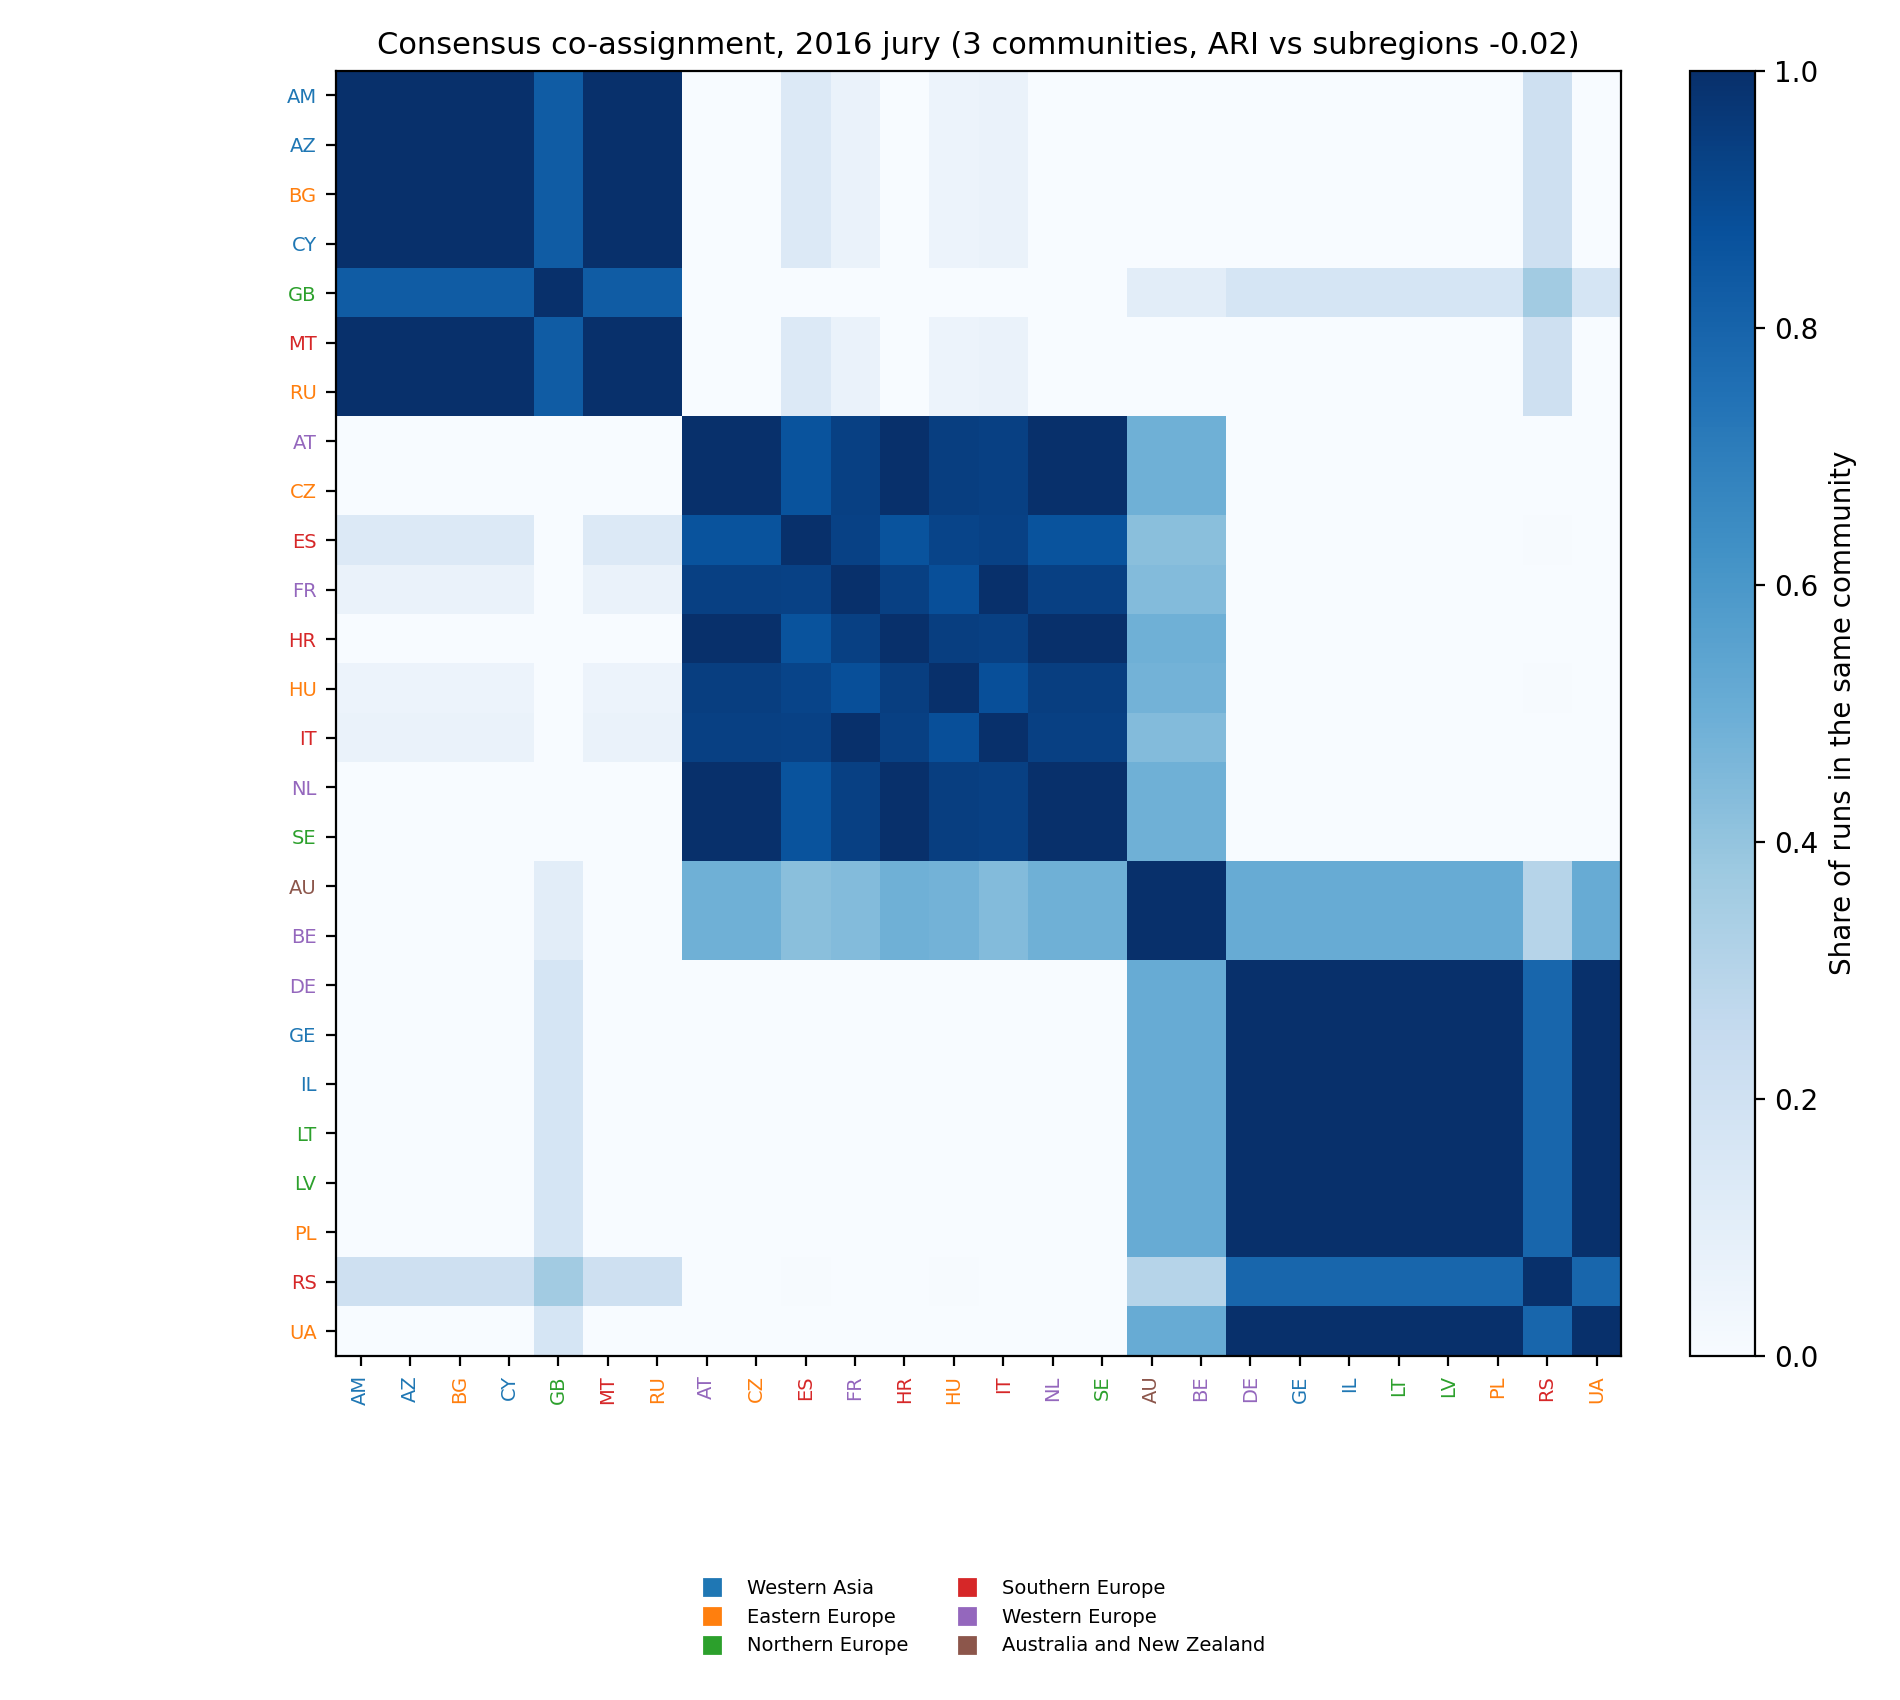 Consensus co-assignment, 2016 jury (3 communities, ARI vs subregions -0.02)
AM
AZ
BG
CY
GB
MT
RU
AT
CZ
ES
FR
HR
HU
IT
NL
SE
AU
BE
DE
GE
IL
LT
LV
PL
RS
UA
AM AZ BG CY GB MT RU AT CZ ES FR HR HU IT NL SE AU BE DE GE IL LT LV PL RS UA
1.0
0.8
0.6
0.4
0.2
0.0
Share of runs in the same community
Western Asia
Eastern Europe
Northern Europe
Southern Europe
Western Europe
Australia and New Zealand